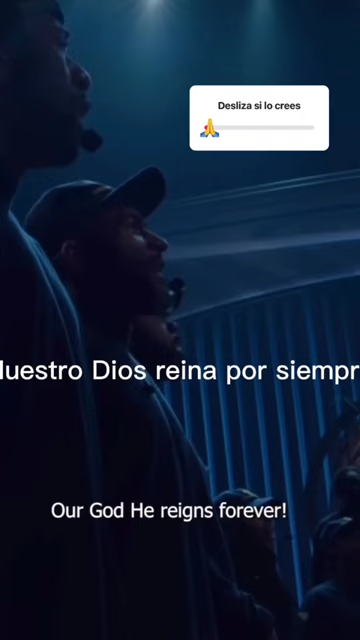 Desliza si lo crees
uestro Dios reina por siempr
Our God He reigns forever!